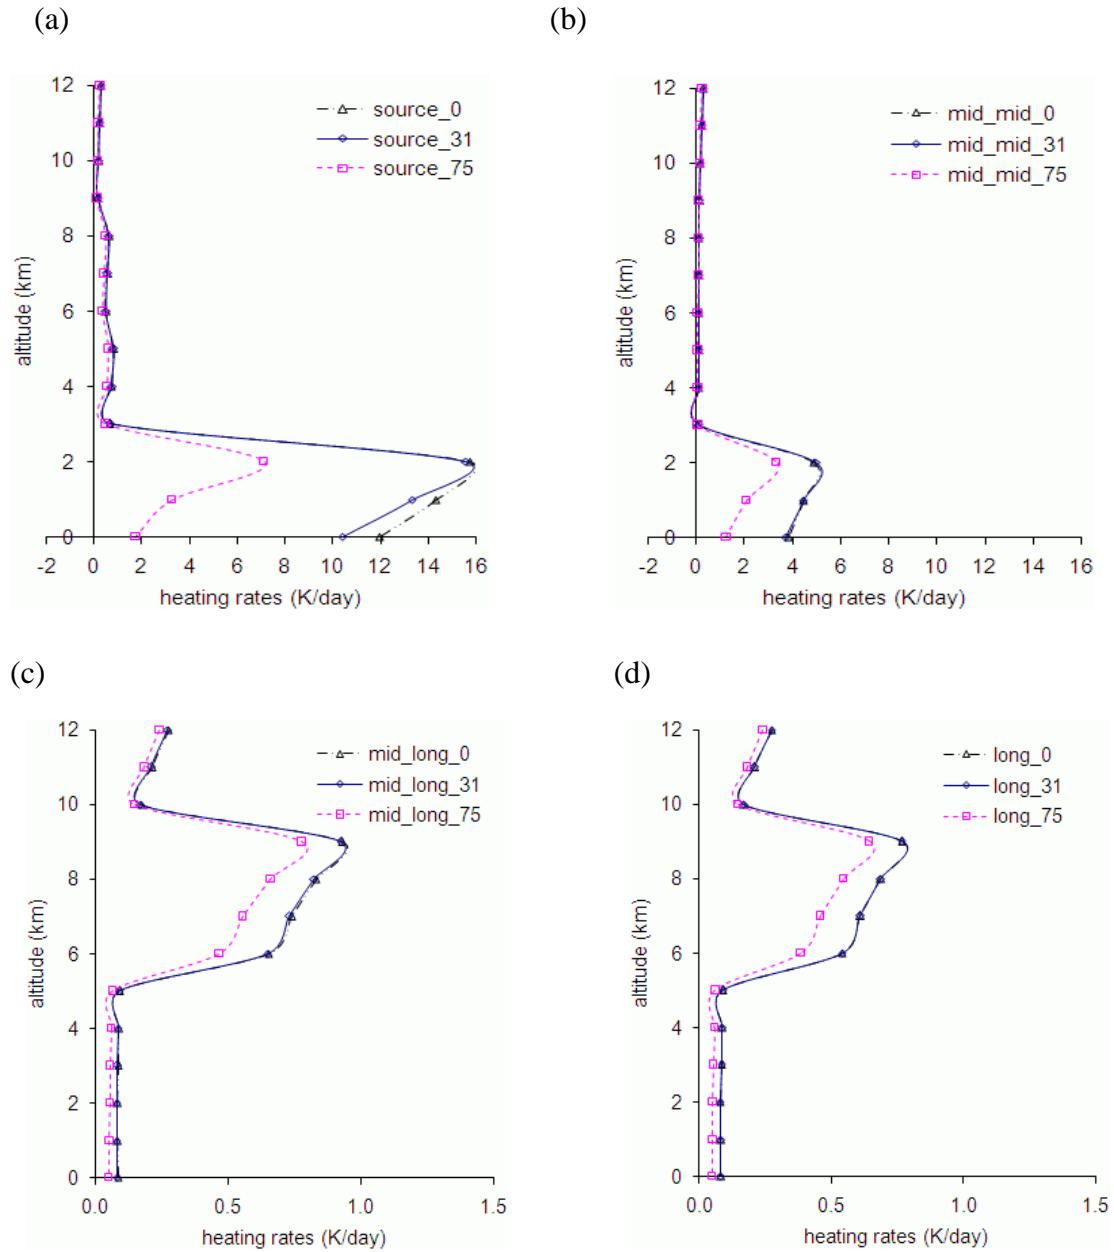 (a)
(b)
12
10
8
6
4
2
0
altitude (km)
source_0
source_31
source_75
-2 0 2 4 6 8 10 12 14 16
heating rates (K/day)
12
10
8
6
4
2
0
altitude (km)
mid_mid_0
mid_mid_31
mid_mid_75
-2 0 2 4 6 8 10 12 14 16
heating rates (K/day)
(c)
(d)
12
10
8
6
4
2
0
altitude (km)
mid_long_0
mid_long_31
mid_long_75
0.0 0.5 1.0 1.5
heating rates (K/day)
12
10
8
6
4
2
0
altitude (km)
long_0
long_31
long_75
0.0 0.5 1.0 1.5
heating rates (K/day)